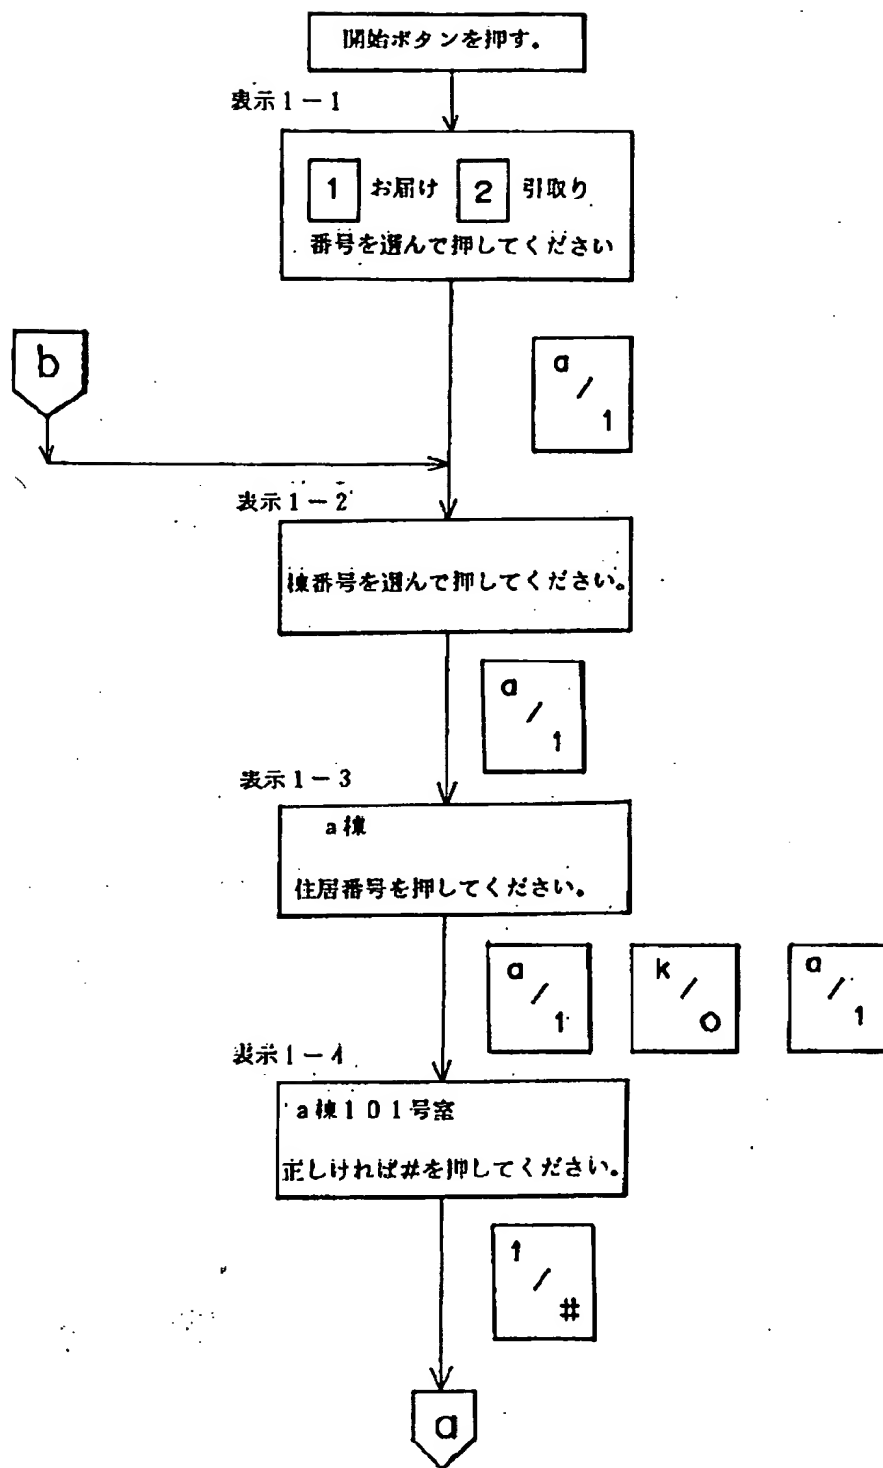 開始ボタンを押す。
表示1－1
1 お届け 2 引取り
番号を選んで押してください
b
a/1
表示1－2
棟番号を選んで押してください。
a/1
表示1－3
a棟
住居番号を押してください。
a/1 k/0 a/1
表示1－4
a棟101号室
正しければ#を押してください。
↑/#
a